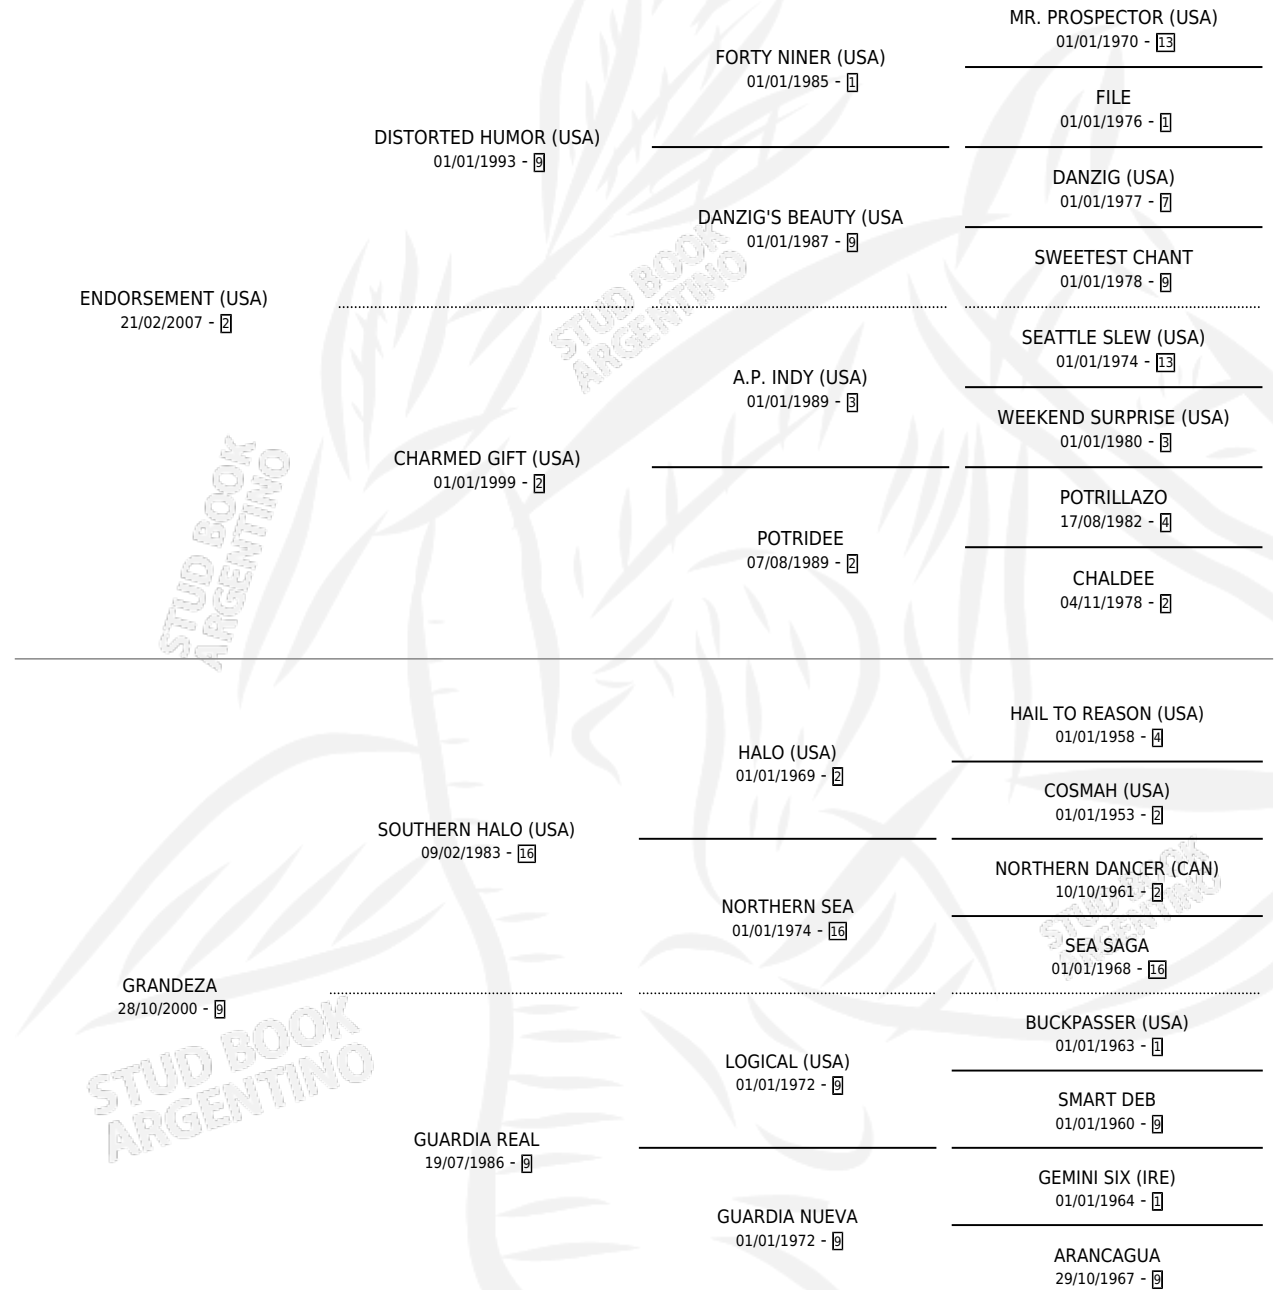 MR. PROSPECTOR (USA)
01/01/1970 - 13
FORTY NINER (USA)
01/01/1985 - 1
FILE
01/01/1976 - 1
DISTORTED HUMOR (USA)
01/01/1993 - 9
DANZIG (USA)
01/01/1977 - 7
DANZIG'S BEAUTY (USA
01/01/1987 - 9
SWEETEST CHANT
01/01/1978 - 9
ENDORSEMENT (USA)
21/02/2007 - 2
STUD BOOK
ARGENTINO
SEATTLE SLEW (USA)
01/01/1974 - 13
A.P. INDY (USA)
01/01/1989 - 3
WEEKEND SURPRISE (USA)
01/01/1980 - 3
CHARMED GIFT (USA)
01/01/1999 - 2
POTRILLAZO
17/08/1982 - 4
POTRIDEE
07/08/1989 - 2
CHALDEE
04/11/1978 - 2
STUD BOOK
ARGENTINO
HAIL TO REASON (USA)
01/01/1958 - 4
HALO (USA)
01/01/1969 - 2
COSMAH (USA)
01/01/1953 - 2
SOUTHERN HALO (USA)
09/02/1983 - 16
NORTHERN DANCER (CAN)
10/10/1961 - 2
NORTHERN SEA
01/01/1974 - 16
STUD BOOK
ARGENTINO
SEA SAGA
01/01/1968 - 16
GRANDEZA
28/10/2000 - 9
STUD BOOK
ARGENTINO
BUCKPASSER (USA)
01/01/1963 - 1
LOGICAL (USA)
01/01/1972 - 9
SMART DEB
01/01/1960 - 9
GUARDIA REAL
19/07/1986 - 9
GEMINI SIX (IRE)
01/01/1964 - 1
GUARDIA NUEVA
01/01/1972 - 9
ARANCAGUA
29/10/1967 - 9